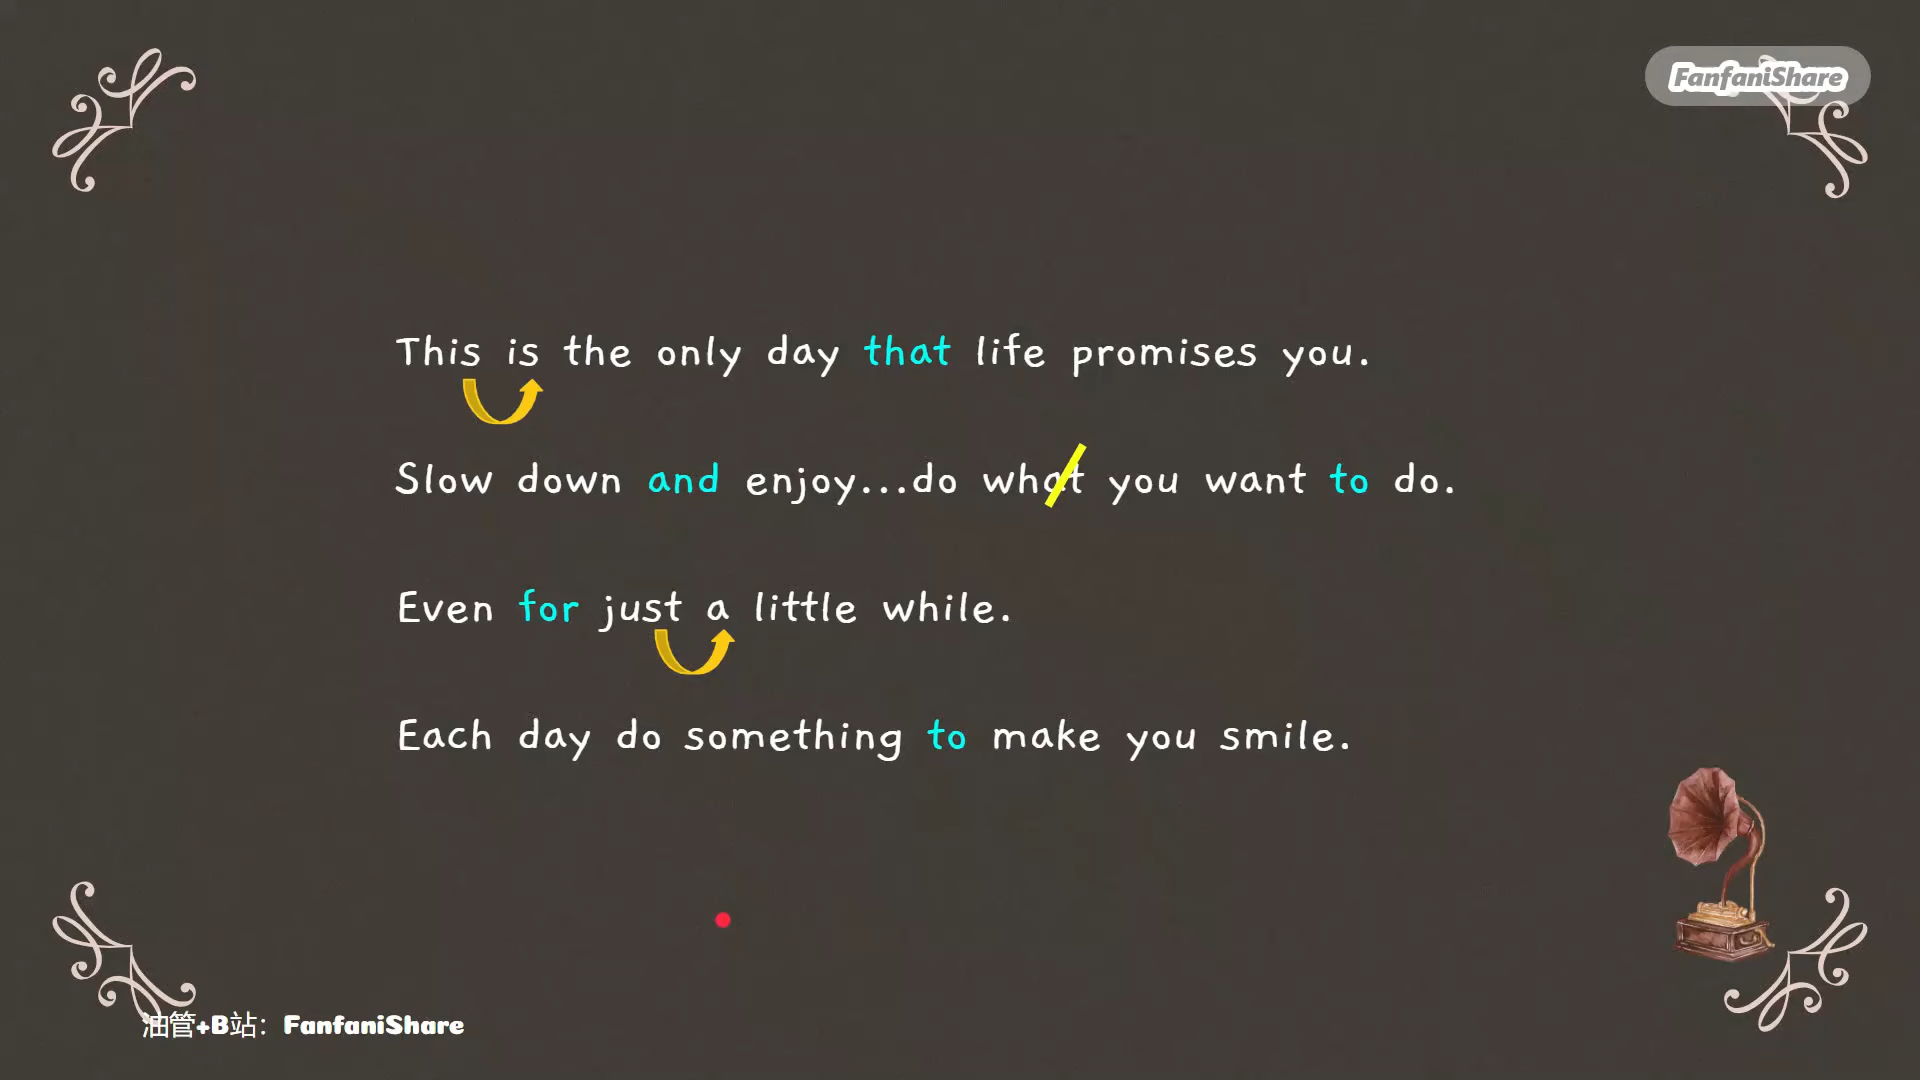 FanfaniShare
This is the only day that life promises you.
Slow down and enjoy...do what you want to do.
Even for just a little while.
Each day do something to make you smile.
油管+B站：FanfaniShare